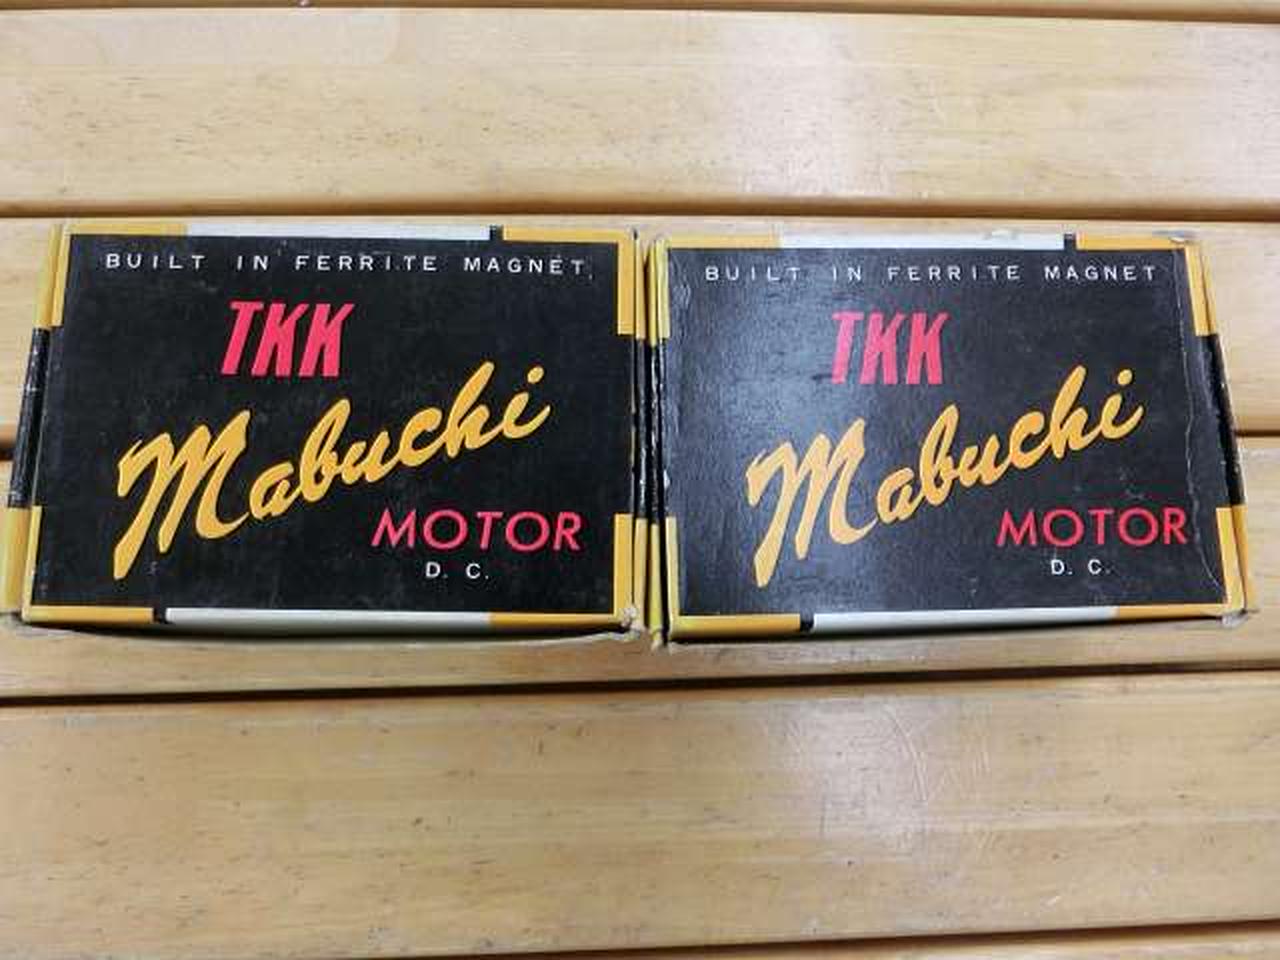 BUILT IN FERRITE MAGNET
TKK
Mabuchi
MOTOR
D. C.
BUILT IN FERRITE MAGNET
TKK
Mabuchi
MOTOR
D. C.